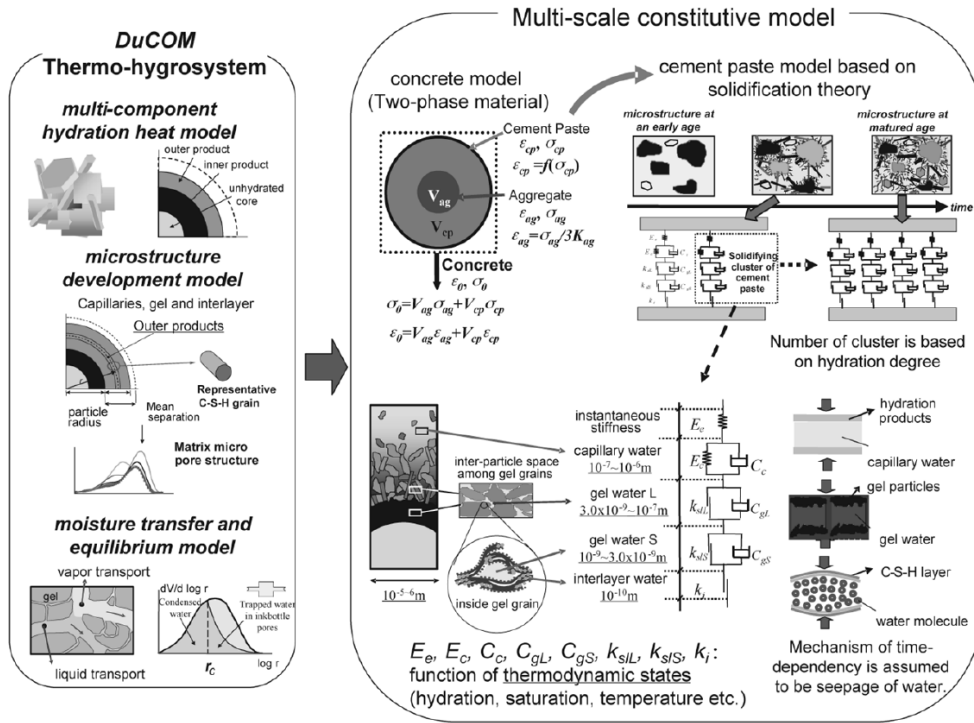 DuCOM
Thermo-hygrosystem
multi-component
hydration heat model
outer product
inner product
unhydrated
core
microstructure
development model
Capillaries, gel and interlayer
Outer products
Representative
C-S-H grain
particle
radius
Mean
separation
Matrix micro
pore structure
moisture transfer and
equilibrium model
vapor transport
gel
liquid transport
dV/d log r
Condensed
water
Trapped water
in inkbottle
pores
r_c
log r
Multi-scale constitutive model
concrete model
(Two-phase material)
Cement Paste
ε_cp, σ_cp
ε_cp=f(σ_cp)
Aggregate
ε_ag, σ_ag
ε_ag=σ_ag/3K_ag
V_ag
V_cp
Concrete
ε_0, σ_0
σ_0=V_ag σ_ag+V_cp σ_cp
ε_0=V_ag ε_ag+V_cp ε_cp
cement paste model based on
solidification theory
microstructure at
an early age
microstructure at
matured age
time
Solidifying
cluster of
cement
paste
Number of cluster is based
on hydration degree
instantaneous
stiffness
capillary water
10^-7~10^-6m
inter-particle space
among gel grains
gel water L
3.0x10^-9~10^-7m
gel water S
10^-9~3.0x10^-9m
interlayer water
10^-10m
10^-5~6m
inside gel grain
E_e
E_c
C_c
k_slL
C_gL
k_slS
C_gS
k_i
hydration
products
capillary water
gel particles
gel water
C-S-H layer
water molecule
Mechanism of time-
dependency is assumed
to be seepage of water.
E_e, E_c, C_c, C_gL, C_gS, k_slL, k_slS, k_i :
function of thermodynamic states
(hydration, saturation, temperature etc.)